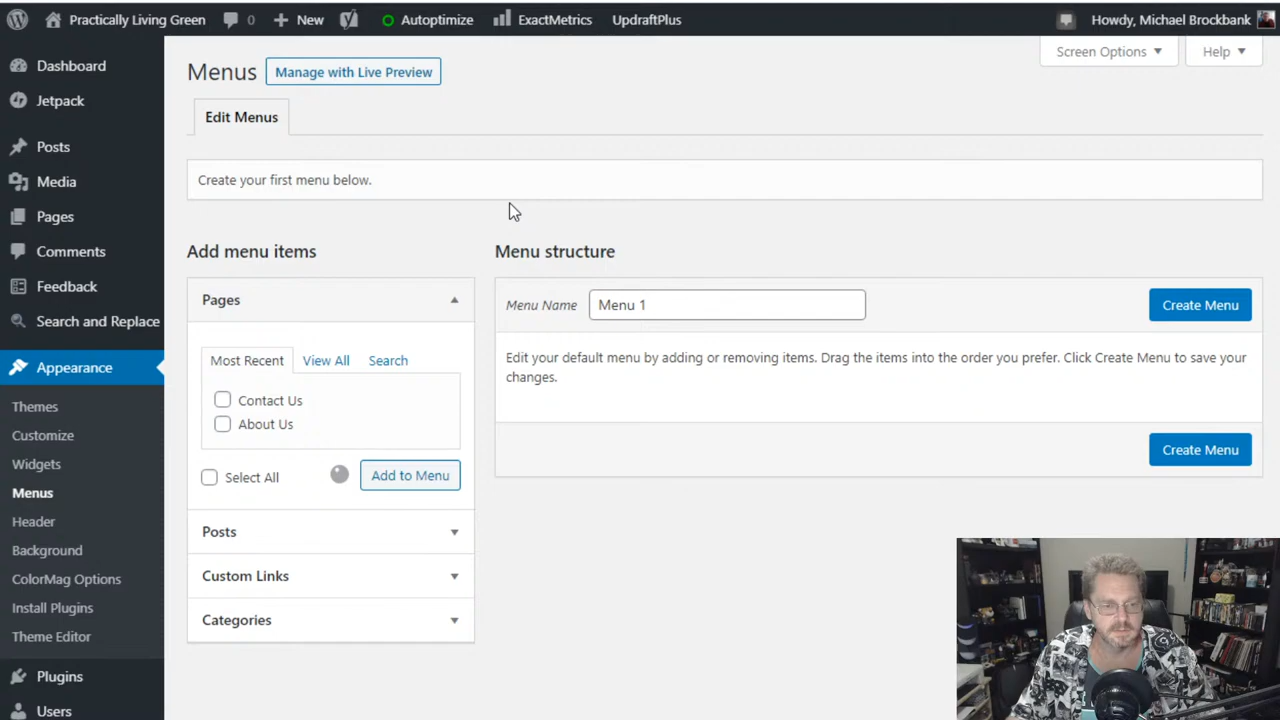 Practically Living Green
0
New
Autoptimize
ExactMetrics
UpdraftPlus
Howdy, Michael Brockbank
Dashboard
Jetpack
Posts
Media
Pages
Comments
Feedback
Search and Replace
Appearance
Themes
Customize
Widgets
Menus
Header
Background
ColorMag Options
Install Plugins
Theme Editor
Plugins
Users
Screen Options
Help
Menus
Manage with Live Preview
Edit Menus
Create your first menu below.
Add menu items
Pages
Most Recent
View All
Search
Contact Us
About Us
Select All
Add to Menu
Posts
Custom Links
Categories
Menu structure
Menu Name
Menu 1
Create Menu
Edit your default menu by adding or removing items. Drag the items into the order you prefer. Click Create Menu to save your
changes.
Create Menu